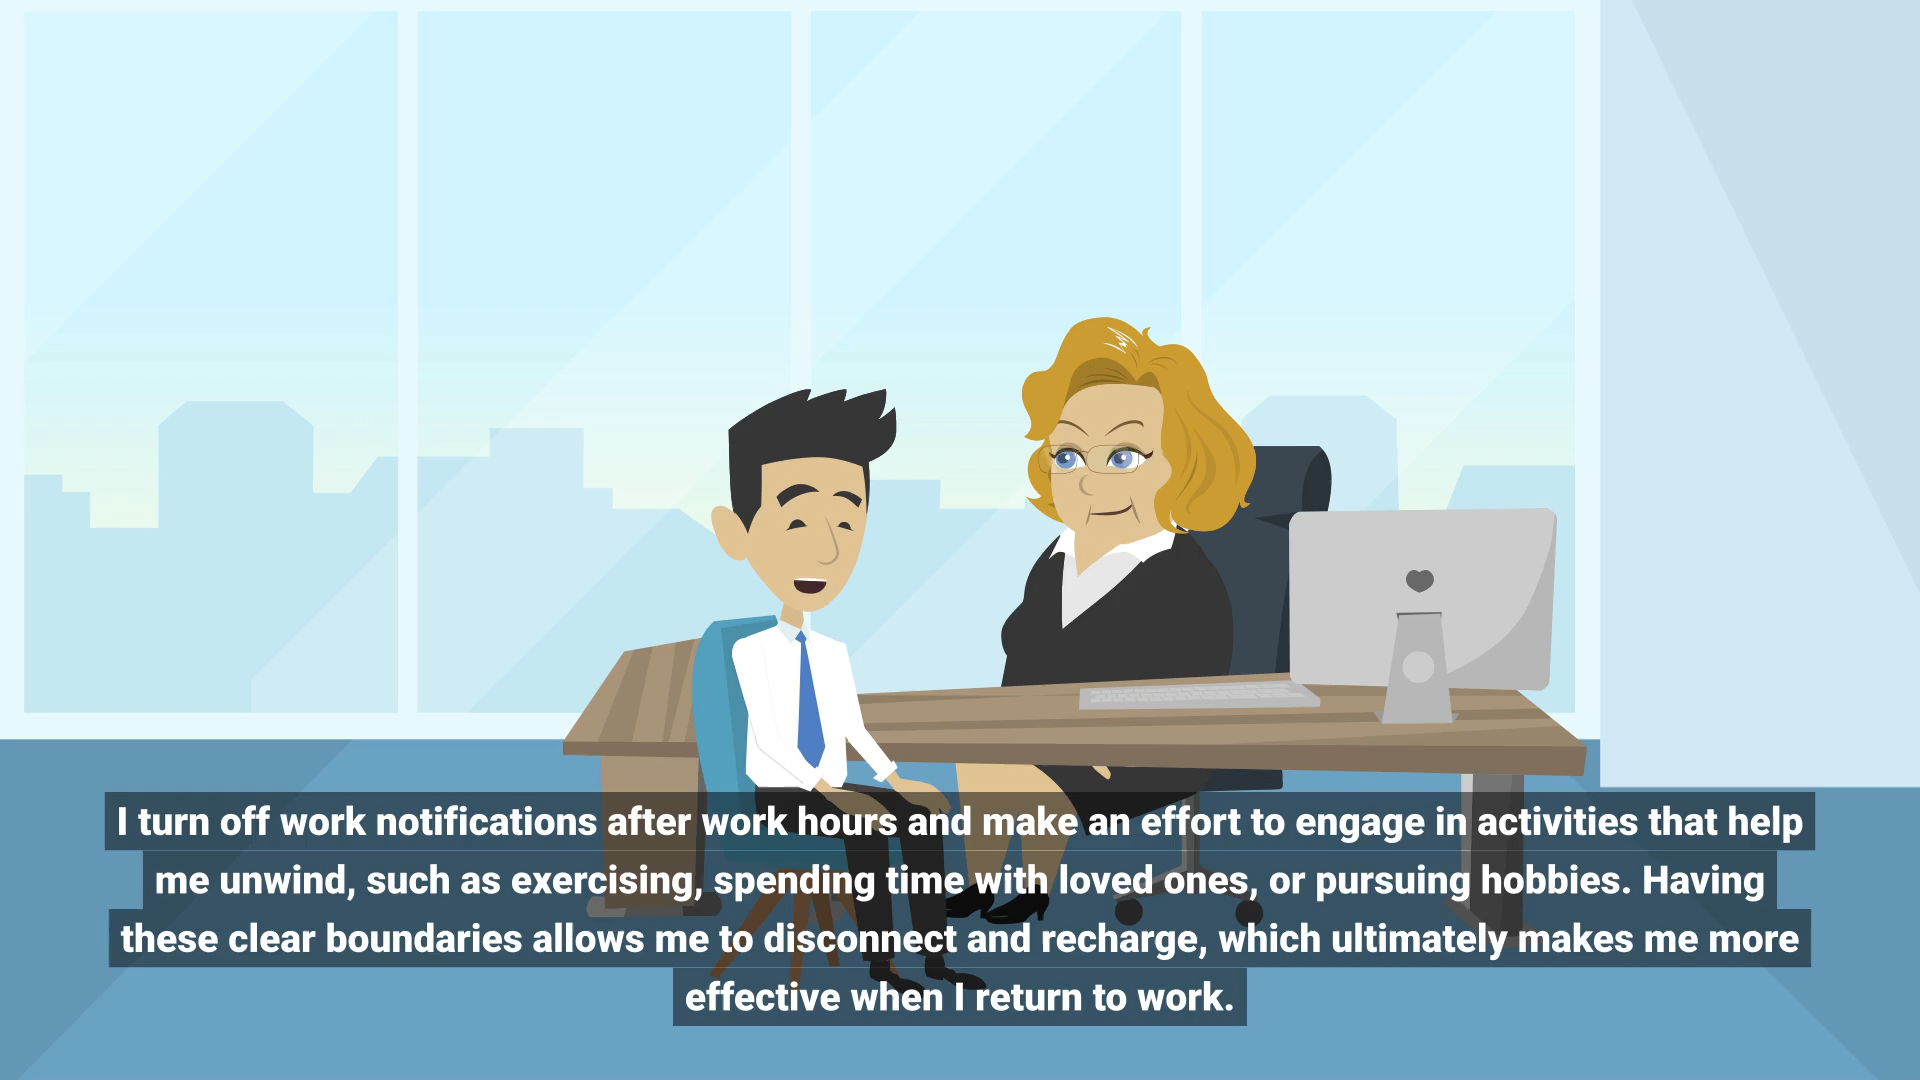 I turn off work notifications after work hours and make an effort to engage in activities that help
me unwind, such as exercising, spending time with loved ones, or pursuing hobbies. Having
these clear boundaries allows me to disconnect and recharge, which ultimately makes me more
effective when I return to work.